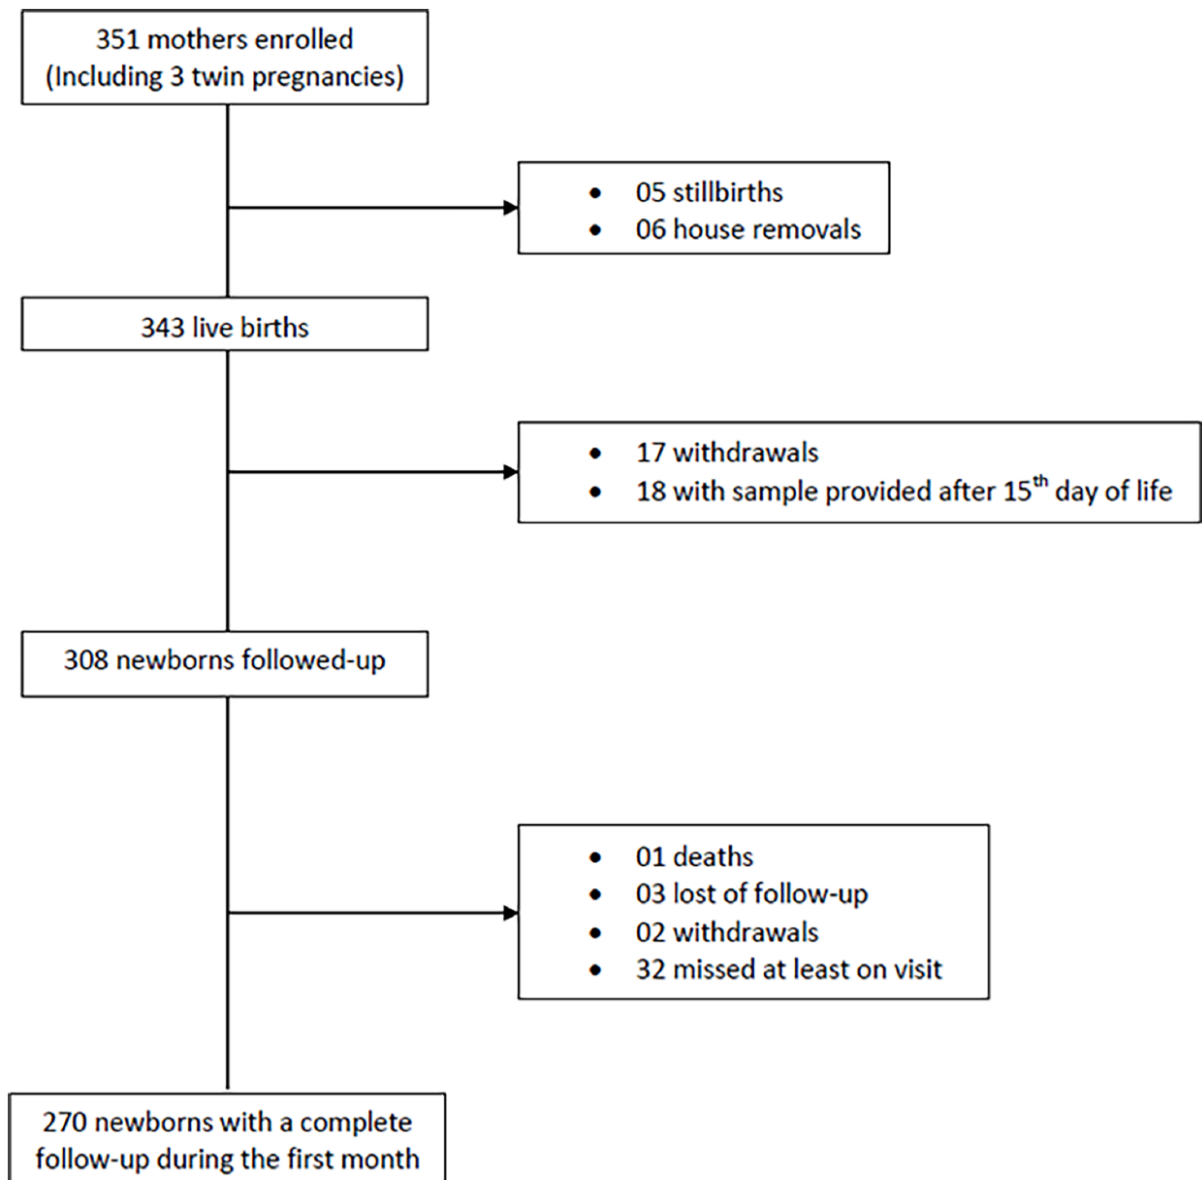 351 mothers enrolled
(Including 3 twin pregnancies)
• 05 stillbirths
• 06 house removals
343 live births
• 17 withdrawals
• 18 with sample provided after 15th day of life
308 newborns followed-up
• 01 deaths
• 03 lost of follow-up
• 02 withdrawals
• 32 missed at least on visit
270 newborns with a complete
follow-up during the first month